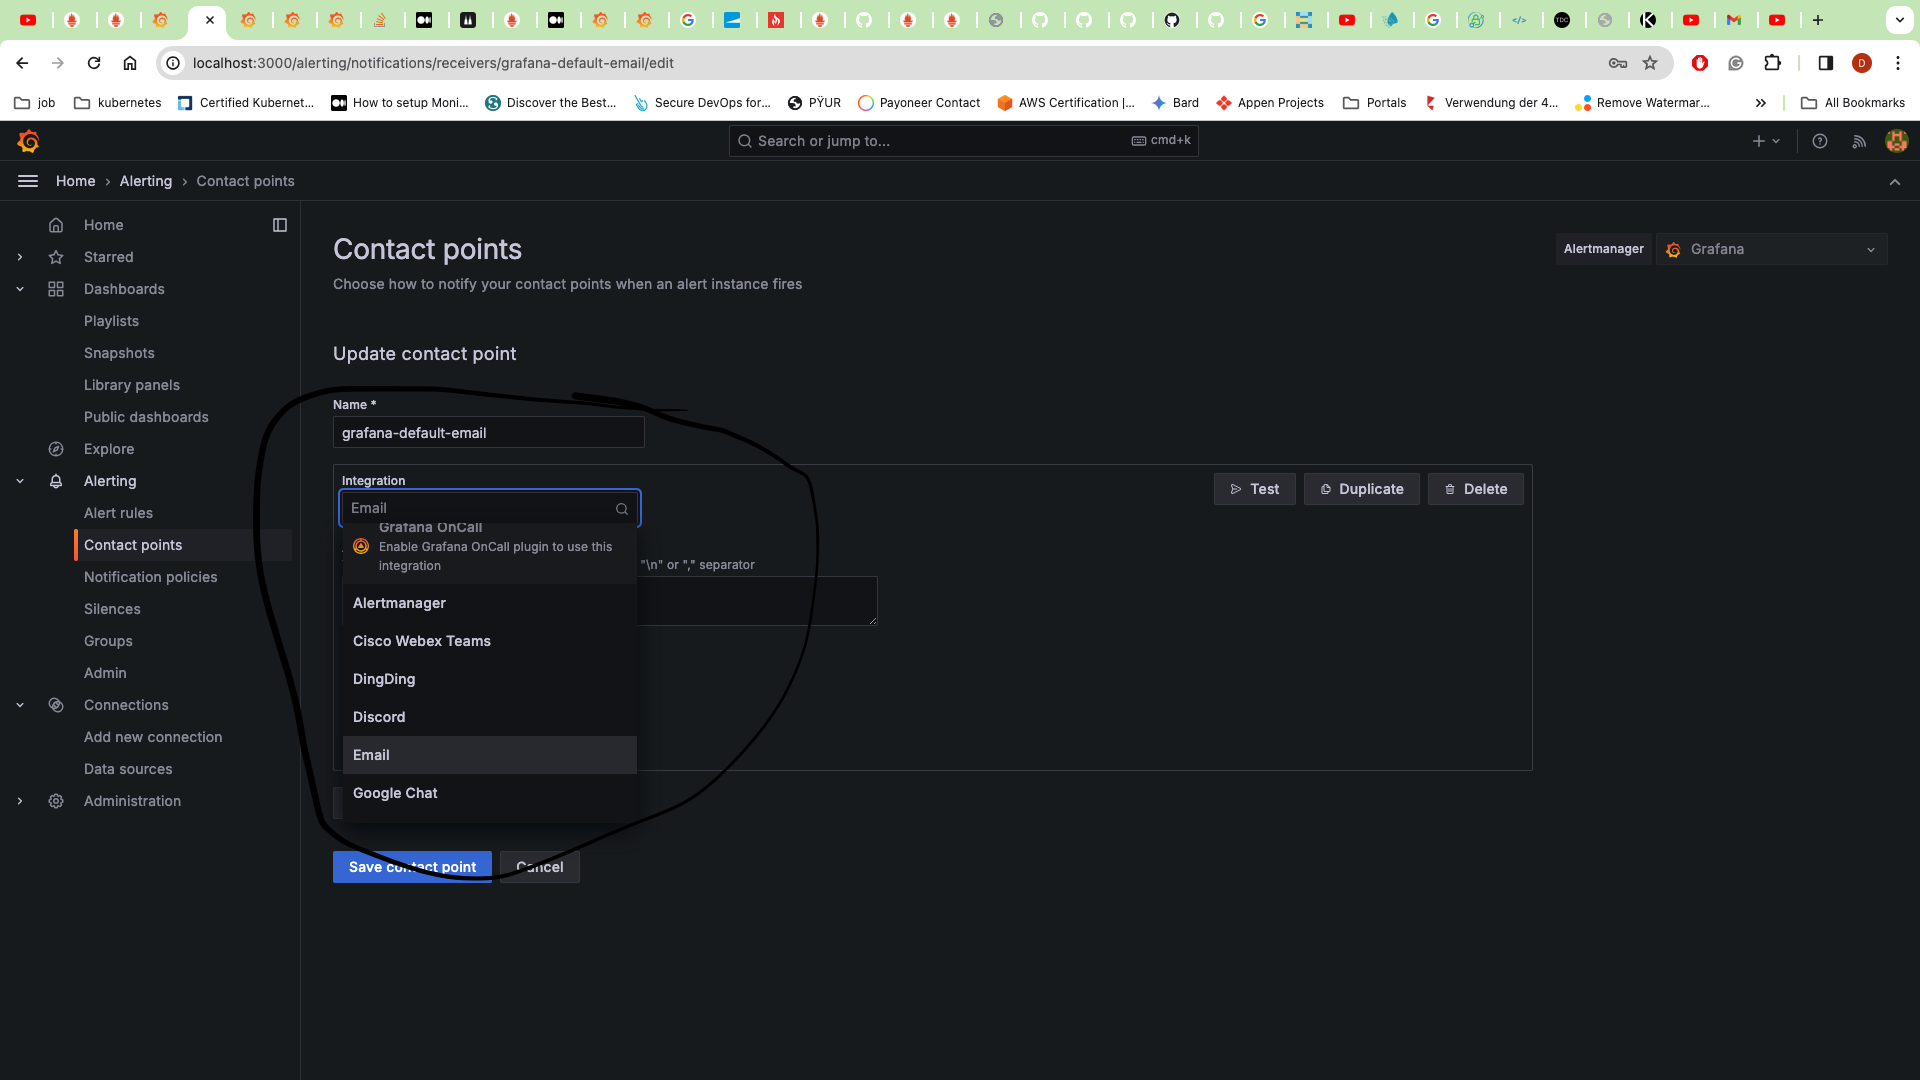 localhost:3000/alerting/notifications/receivers/grafana-default-email/edit
D
job
kubernetes
Certified Kubernet...
How to setup Moni...
Discover the Best...
Secure DevOps for...
PŸUR
Payoneer Contact
AWS Certification |...
Bard
Appen Projects
Portals
Verwendung der 4...
Remove Watermar...
All Bookmarks
Search or jump to...
cmd+k
Home
Alerting
Contact points
Home
Starred
Dashboards
Playlists
Snapshots
Library panels
Public dashboards
Explore
Alerting
Alert rules
Contact points
Notification policies
Silences
Groups
Admin
Connections
Add new connection
Data sources
Administration
Contact points
Choose how to notify your contact points when an alert instance fires
Alertmanager
Grafana
Update contact point
Name *
grafana-default-email
Integration
Email
Test
Duplicate
Delete
Grafana OnCall
Enable Grafana OnCall plugin to use this
integration
"\n" or "," separator
Alertmanager
Cisco Webex Teams
DingDing
Discord
Email
Google Chat
Save contact point
Cancel